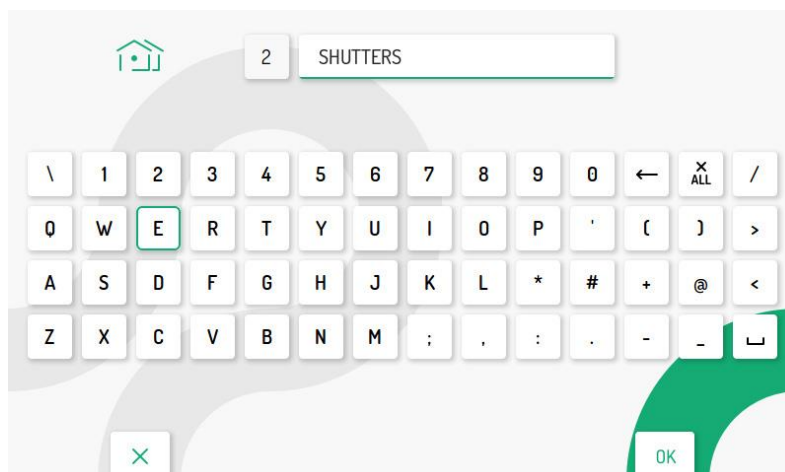 2 SHUTTERS
\ 1 2 3 4 5 6 7 8 9 0 ← × ALL /
Q W E R T Y U I O P ' ( ) >
A S D F G H J K L * # + @ <
Z X C V B N M ; , : . - _ ⌴
× OK